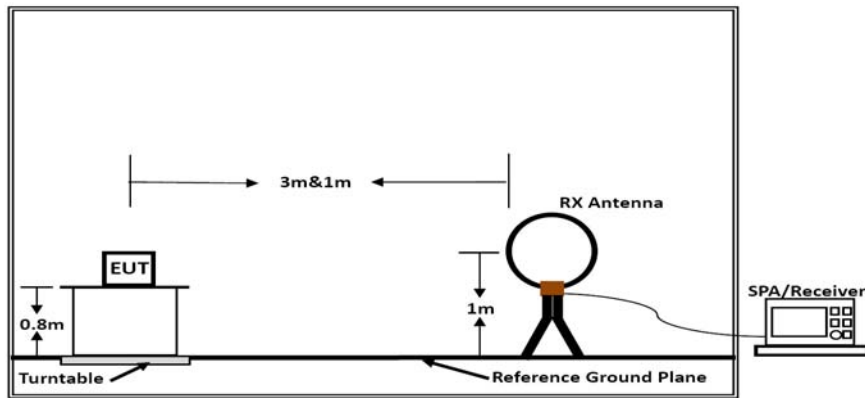 3m&1m
RX Antenna
EUT
SPA/Receiver
0.8m
1m
Turntable
Reference Ground Plane